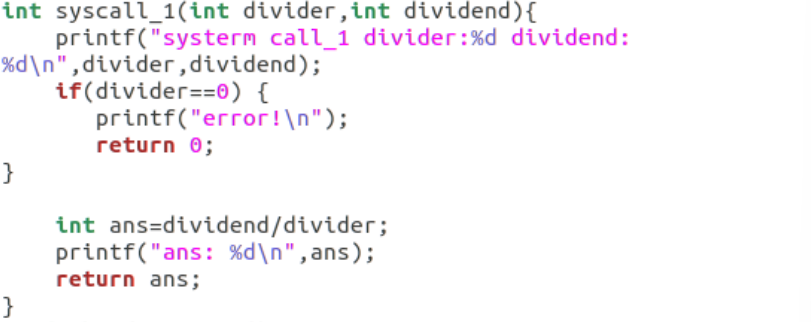 int syscall_1(int divider,int dividend){
    printf("systerm call_1 divider:%d dividend:
%d\n",divider,dividend);
    if(divider==0) {
       printf("error!\n");
       return 0;
}

    int ans=dividend/divider;
    printf("ans: %d\n",ans);
    return ans;
}